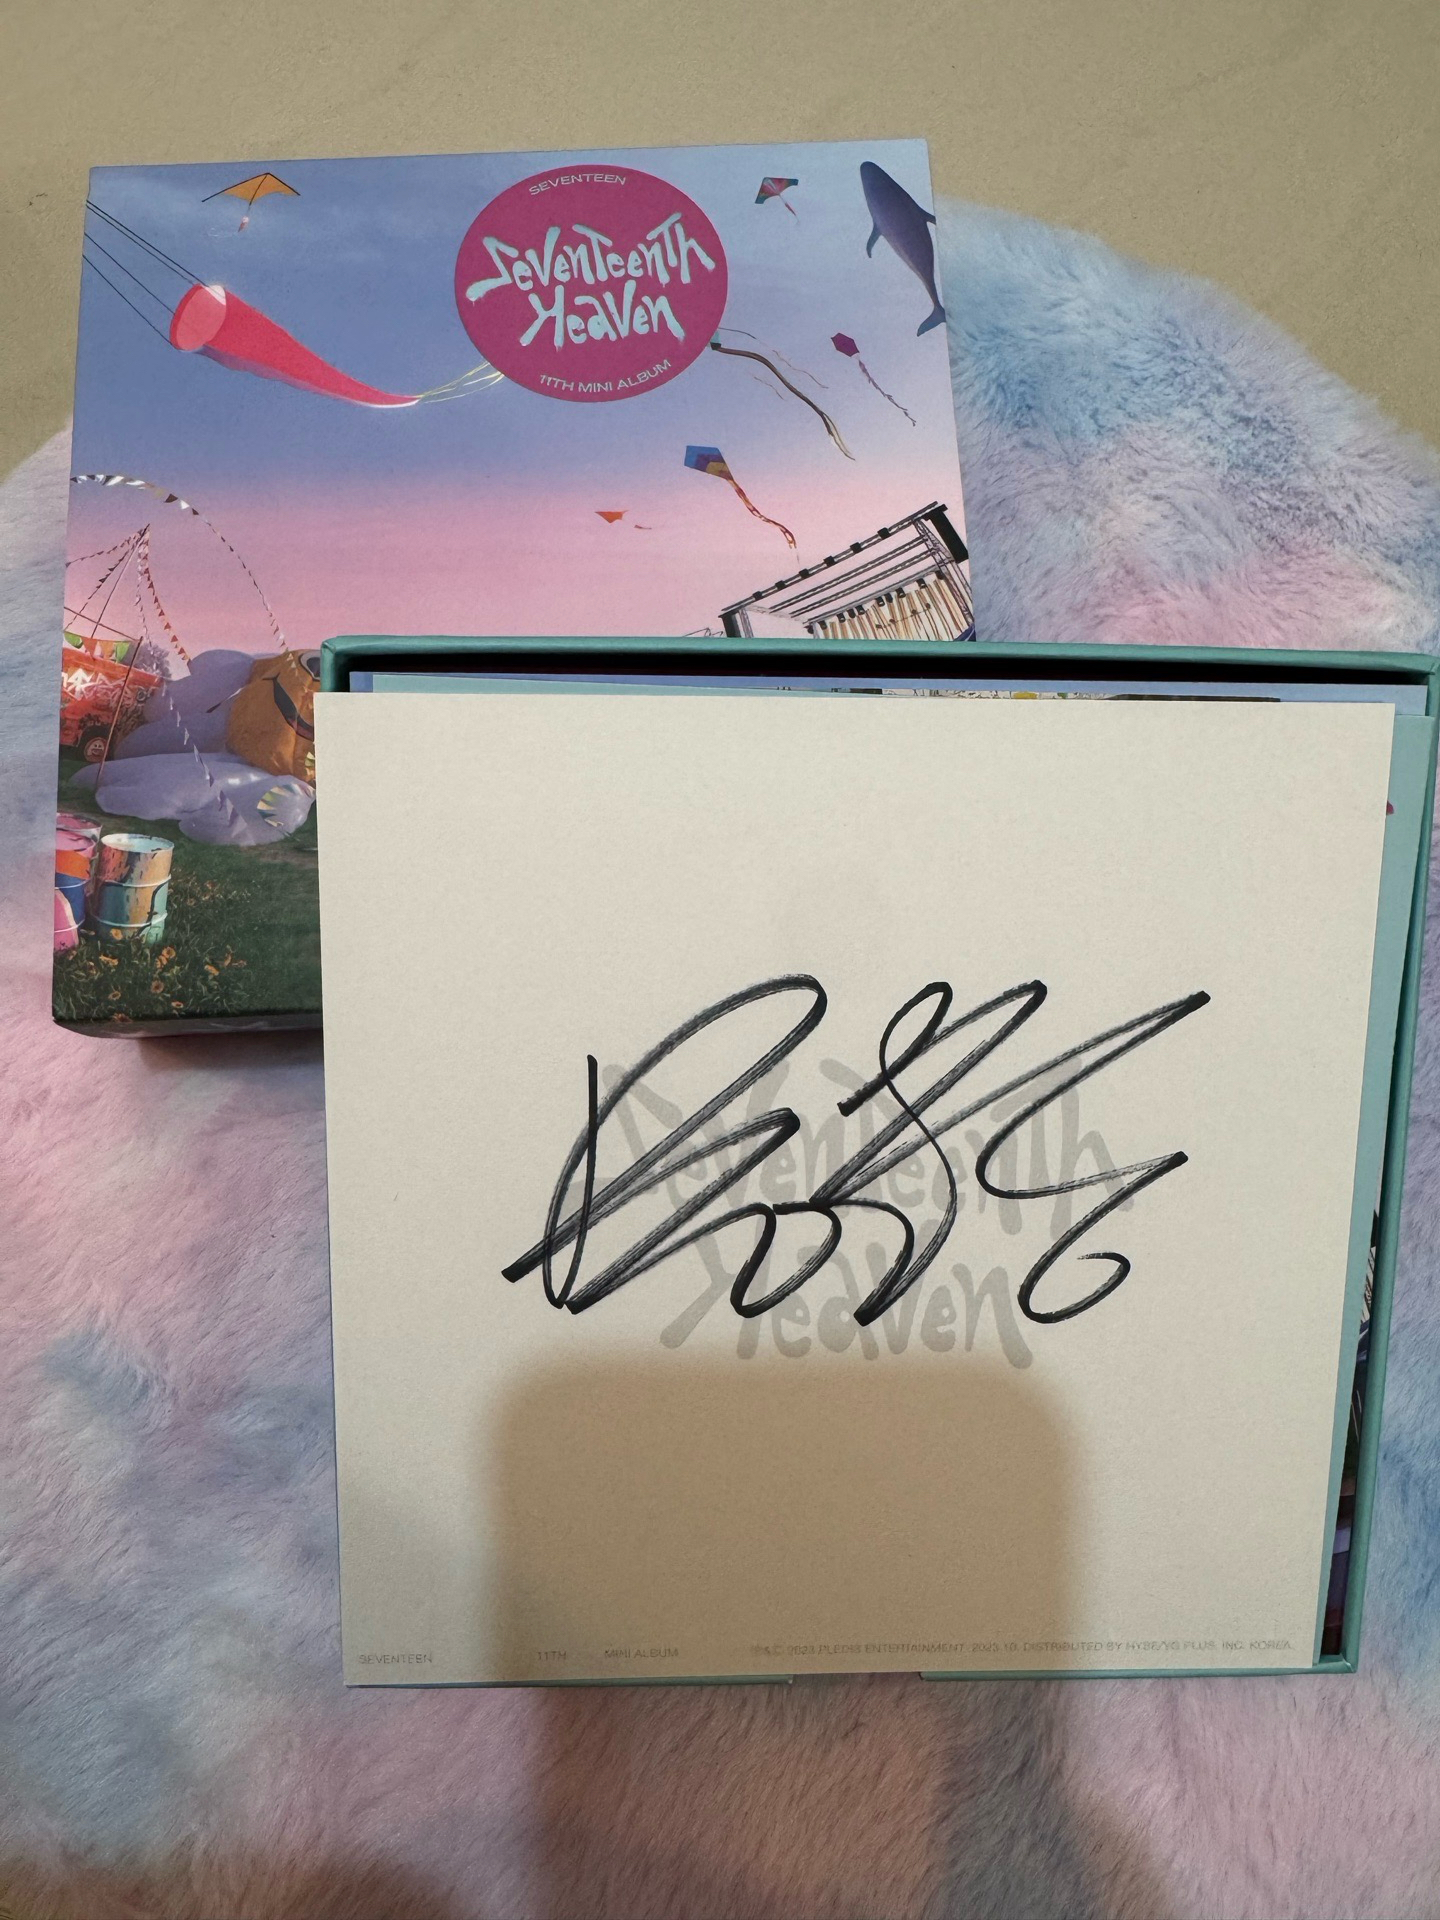 SEVENTEEN
SEVENTEENTH
HEAVEN
11TH MINI ALBUM
SEVENTEENTH
HEAVEN
SEVENTEEN 11TH MINI ALBUM ℗&© 2023 PLEDIS ENTERTAINMENT. 2023.10. DISTRIBUTED BY HYBE/YG PLUS, INC. KOREA.